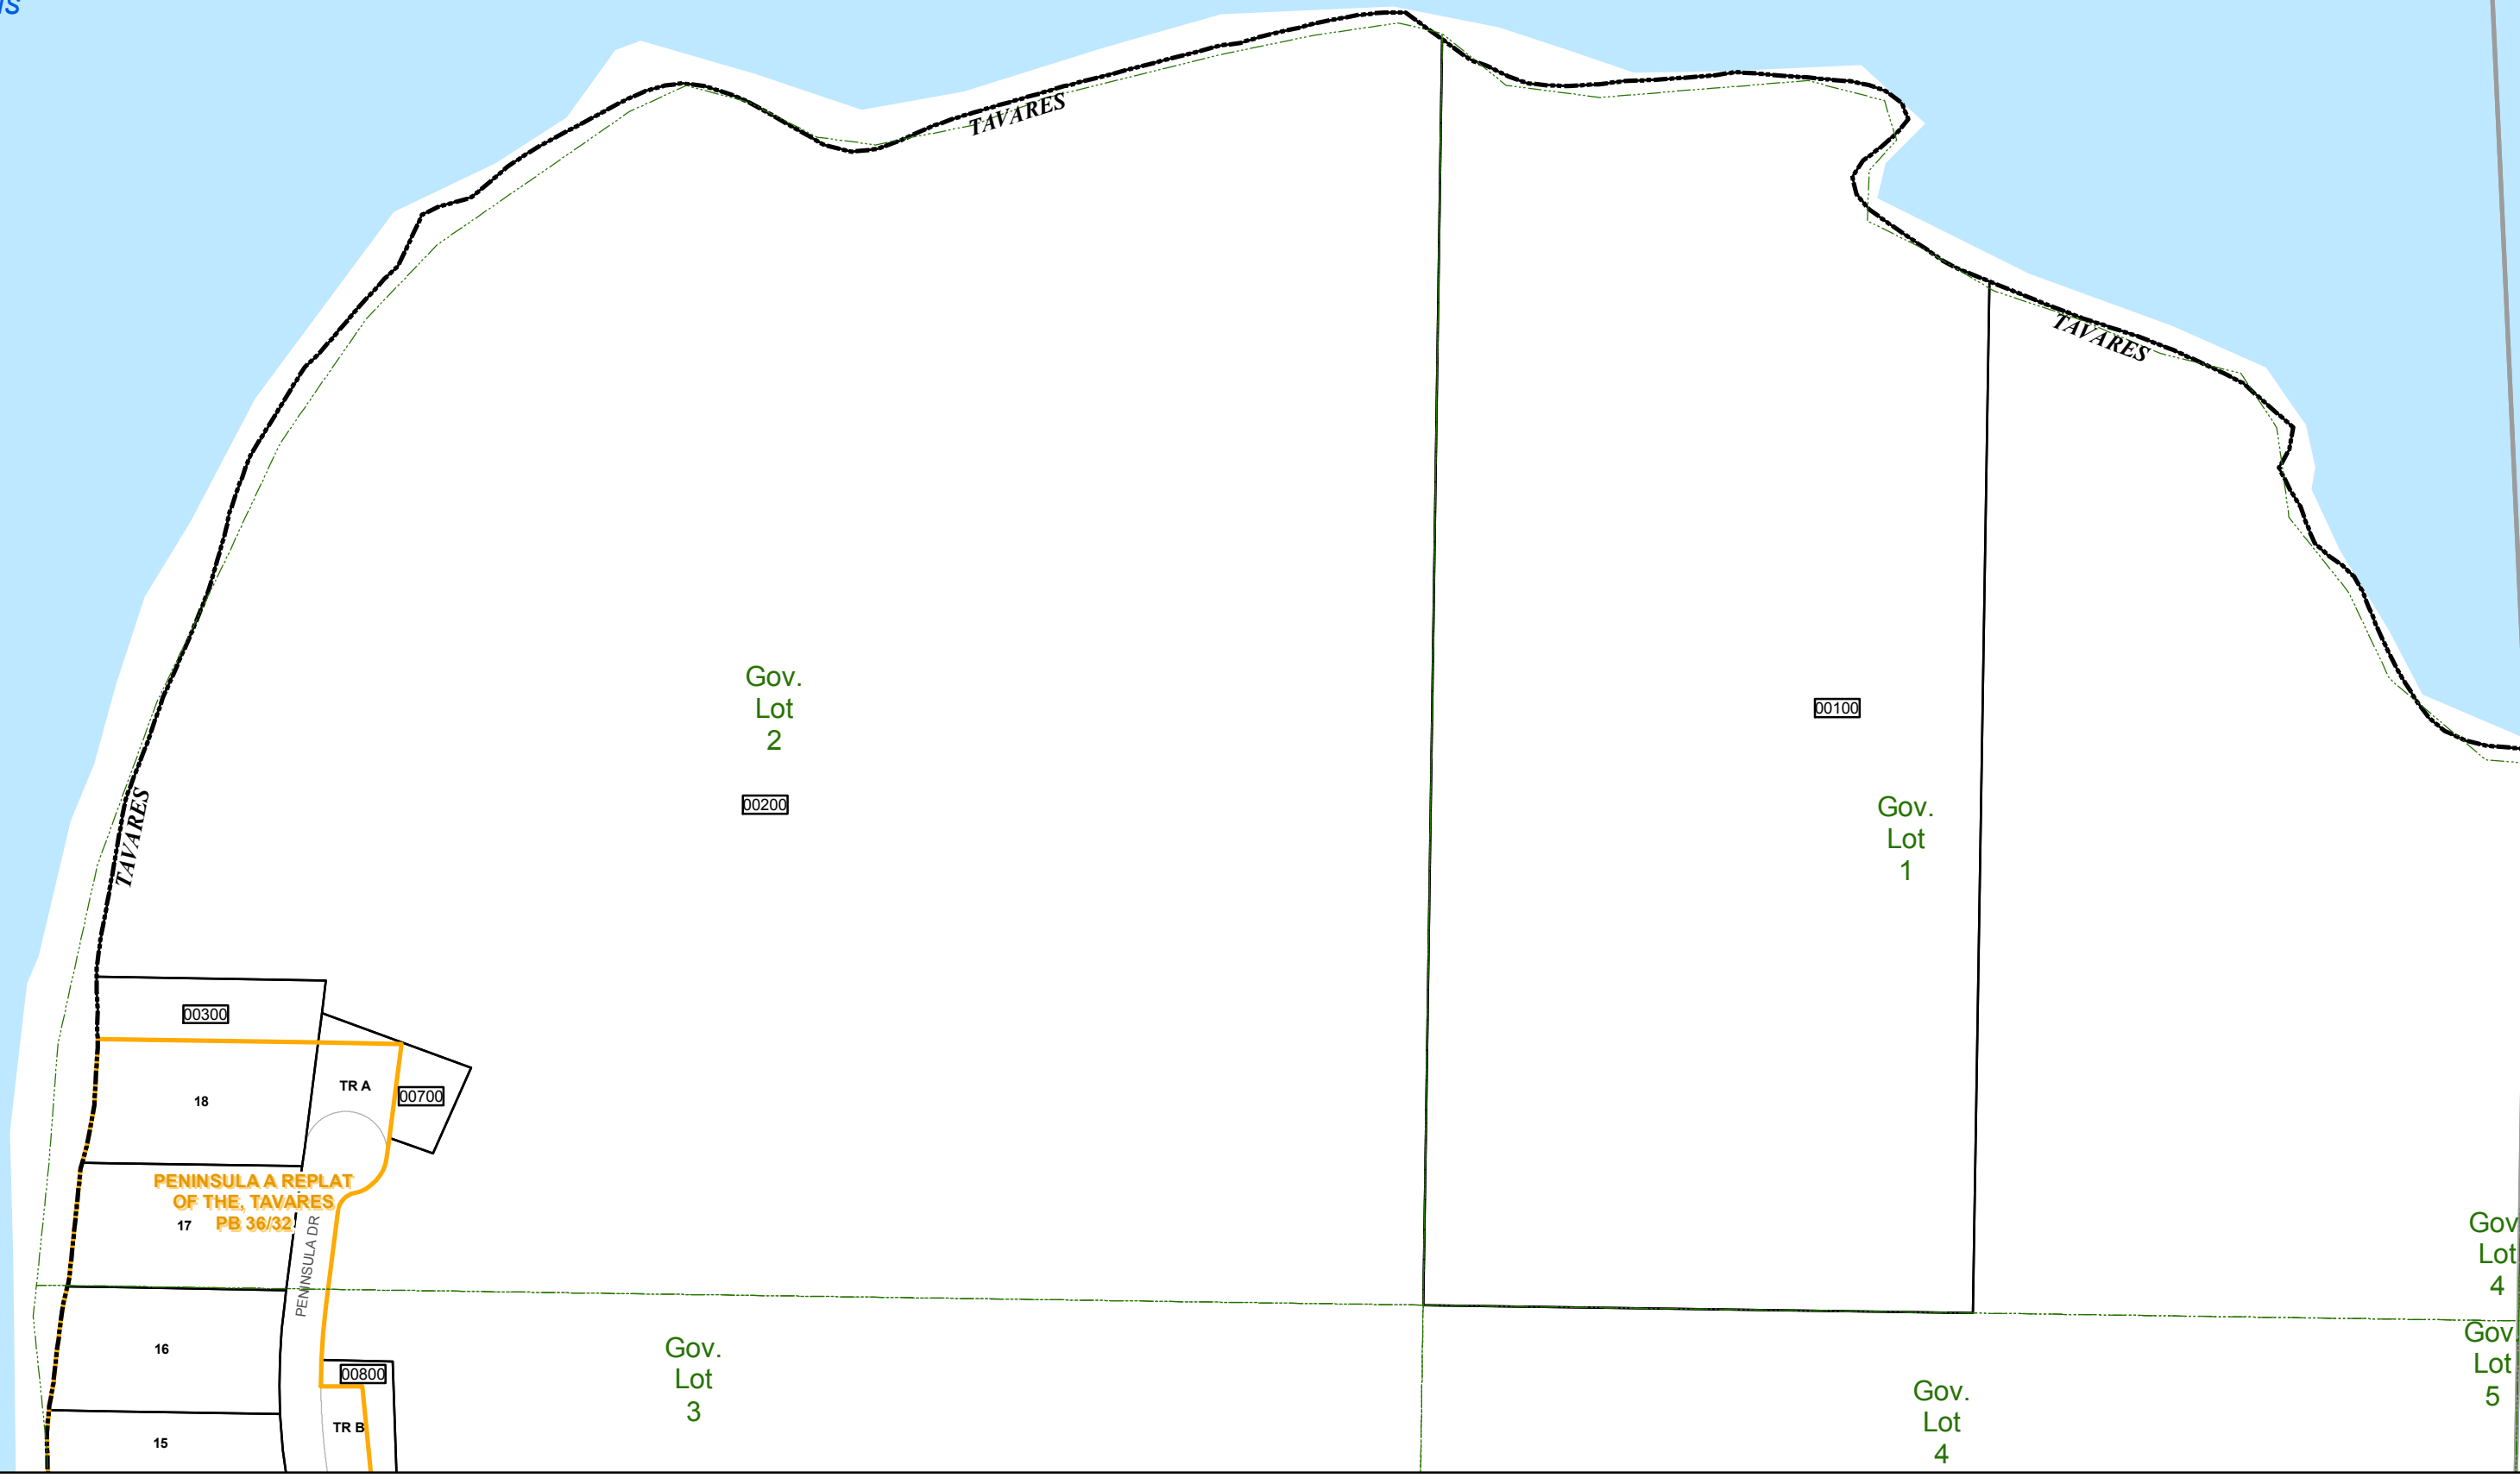 TAVARES
TAVARES
Gov.
Lot
2
00100
00200
Gov.
Lot
1
TAVARES
00300
TR A
00700
18
PENINSULA A REPLAT
OF THE, TAVARES
PB 36/32
17
PENINSULA DR
Gov
Lot
4
Gov.
Lot
5
16
Gov.
Lot
3
00800
Gov.
Lot
4
TR B
15